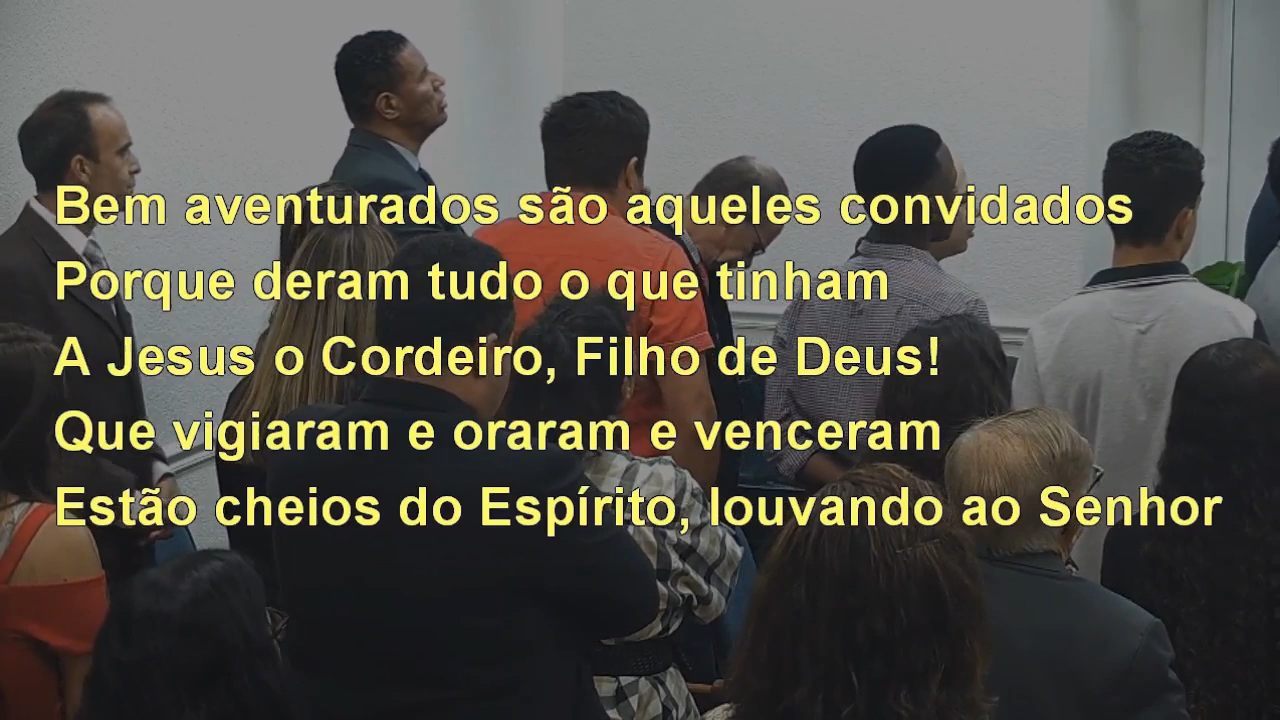 Bem aventurados são aqueles convidados
Porque deram tudo o que tinham
A Jesus o Cordeiro, Filho de Deus!
Que vigiaram e oraram e venceram
Estão cheios do Espírito, louvando ao Senhor